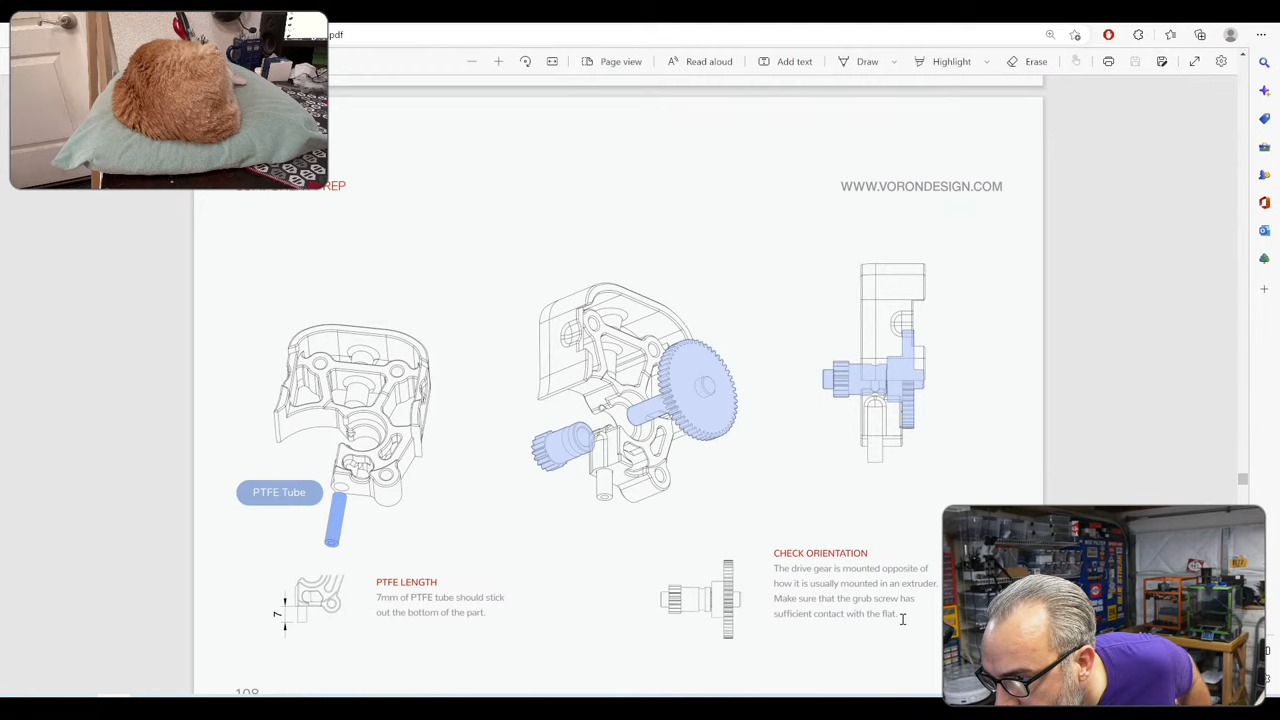 pdf
Page view
Read aloud
Add text
Draw
Highlight
Erase
REP
WWW.VORONDESIGN.COM
PTFE Tube
7
PTFE LENGTH
7mm of PTFE tube should stick
out the bottom of the part.
CHECK ORIENTATION
The drive gear is mounted opposite of
how it is usually mounted in an extruder.
Make sure that the grub screw has
sufficient contact with the flat.
108